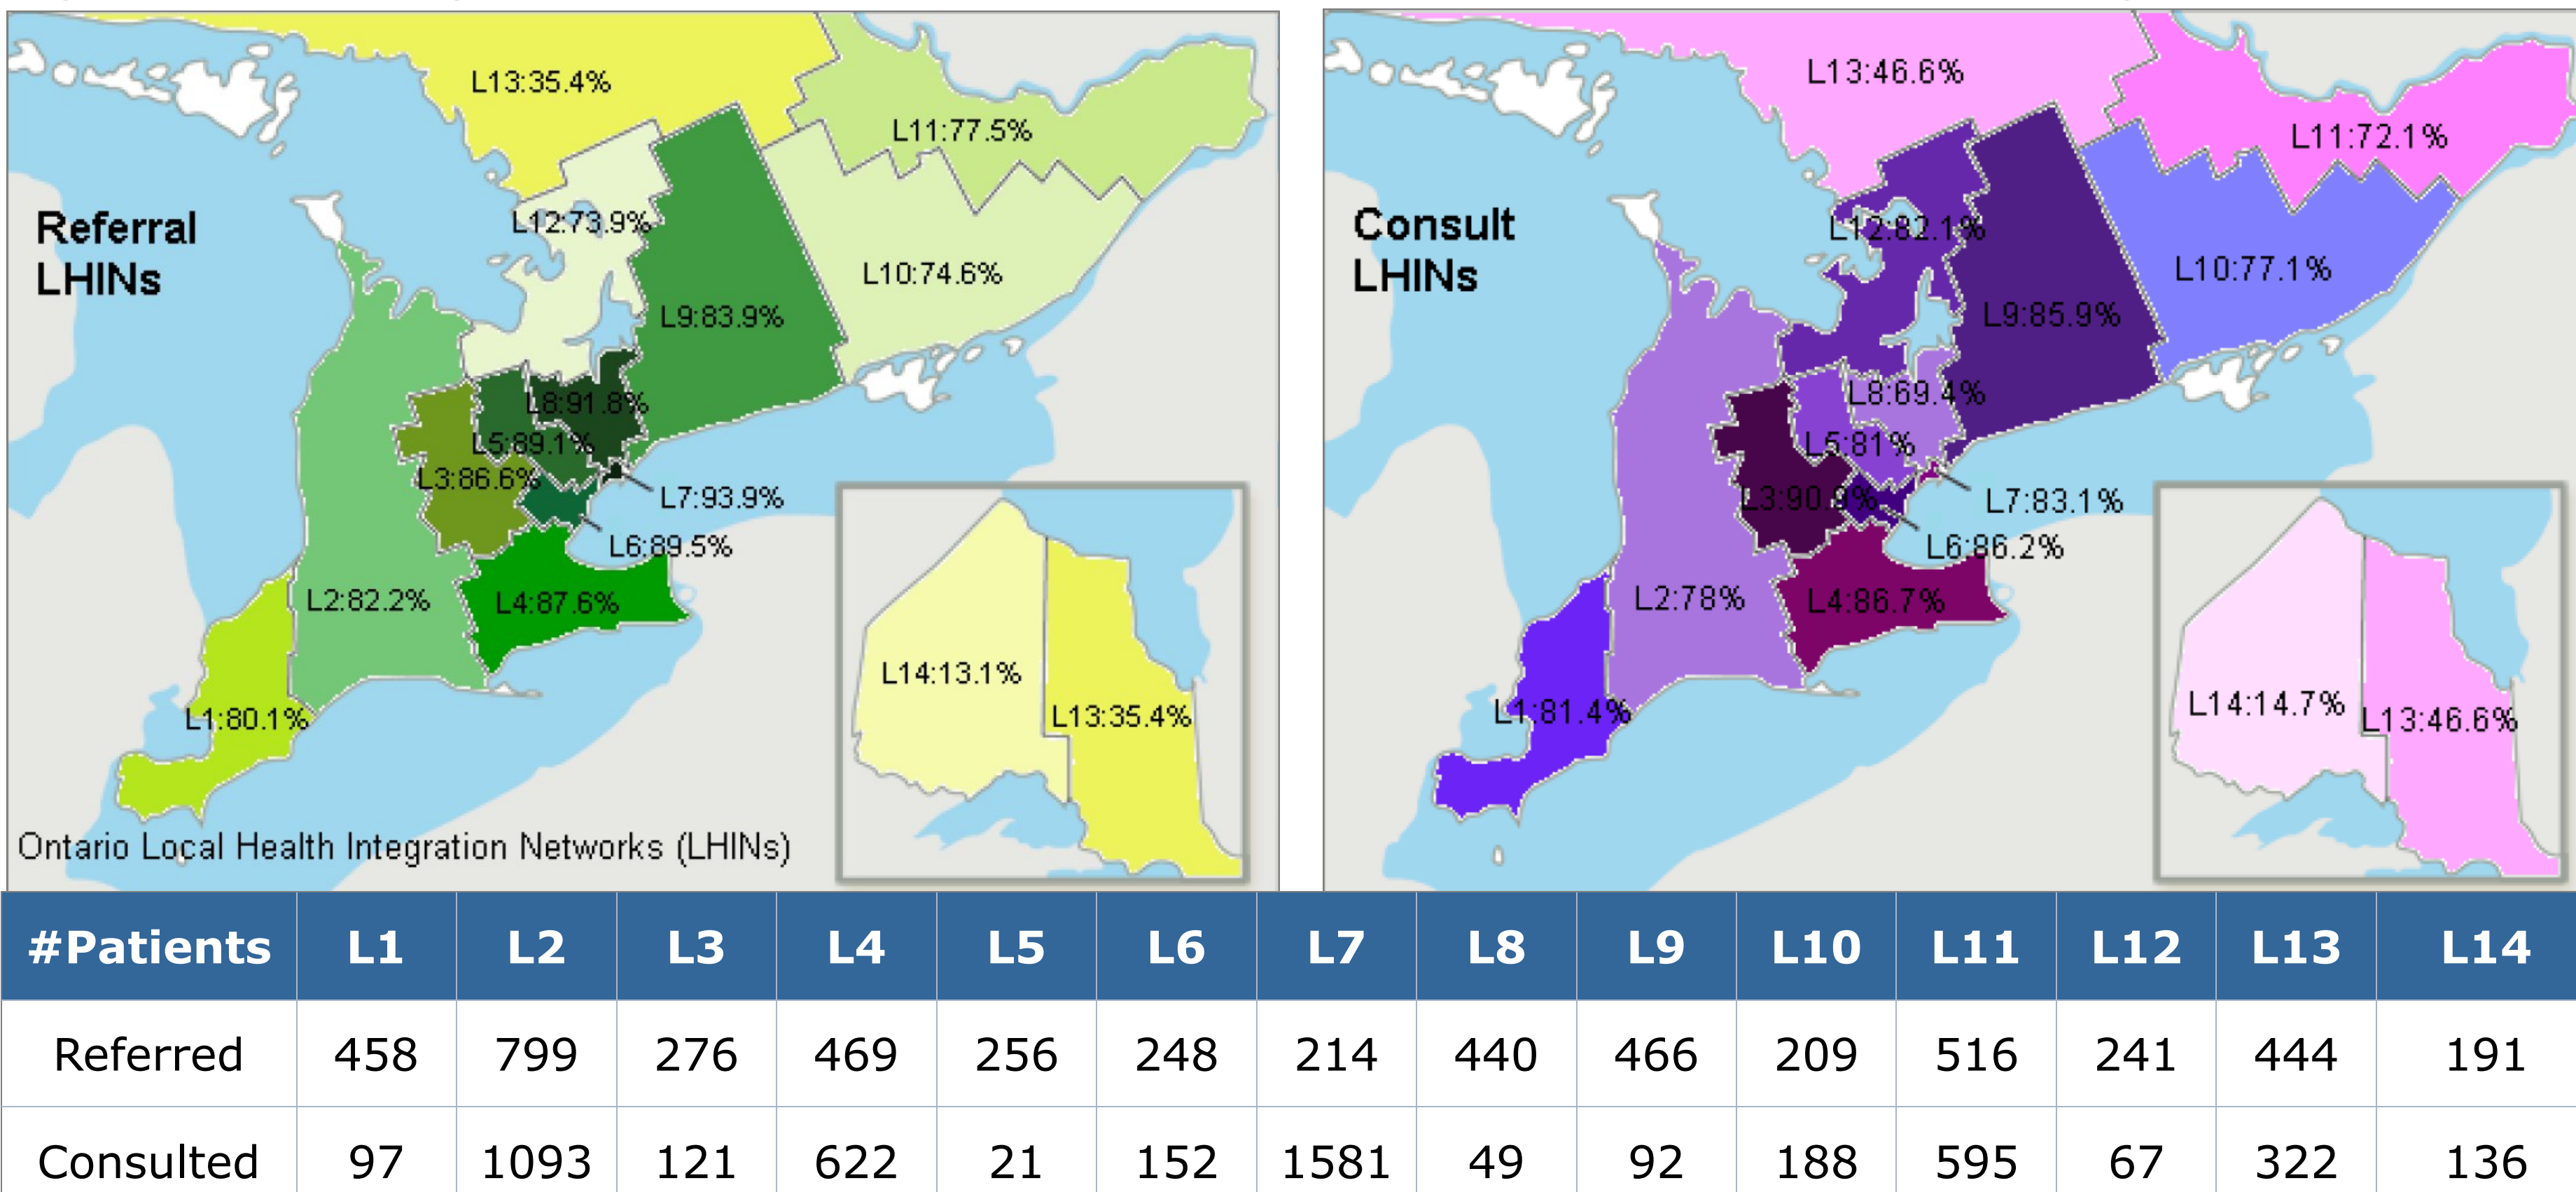 Referral
LHINs
L13:35.4%
L11:77.5%
L12:73.9%
L10:74.6%
L9:83.9%
L8:91.8%
L5:89.1%
L3:86.6%
L7:93.9%
L6:89.5%
L2:82.2%
L4:87.6%
L1:80.1%
L14:13.1%
L13:35.4%
Ontario Local Health Integration Networks (LHINs)
Consult
LHINs
L13:46.6%
L11:72.1%
L12:82.1%
L10:77.1%
L9:85.9%
L8:69.4%
L5:81%
L3:90.9%
L7:83.1%
L6:86.2%
L2:78%
L4:86.7%
L1:81.4%
L14:14.7%
L13:46.6%
#Patients L1 L2 L3 L4 L5 L6 L7 L8 L9 L10 L11 L12 L13 L14
Referred 458 799 276 469 256 248 214 440 466 209 516 241 444 191
Consulted 97 1093 121 622 21 152 1581 49 92 188 595 67 322 136